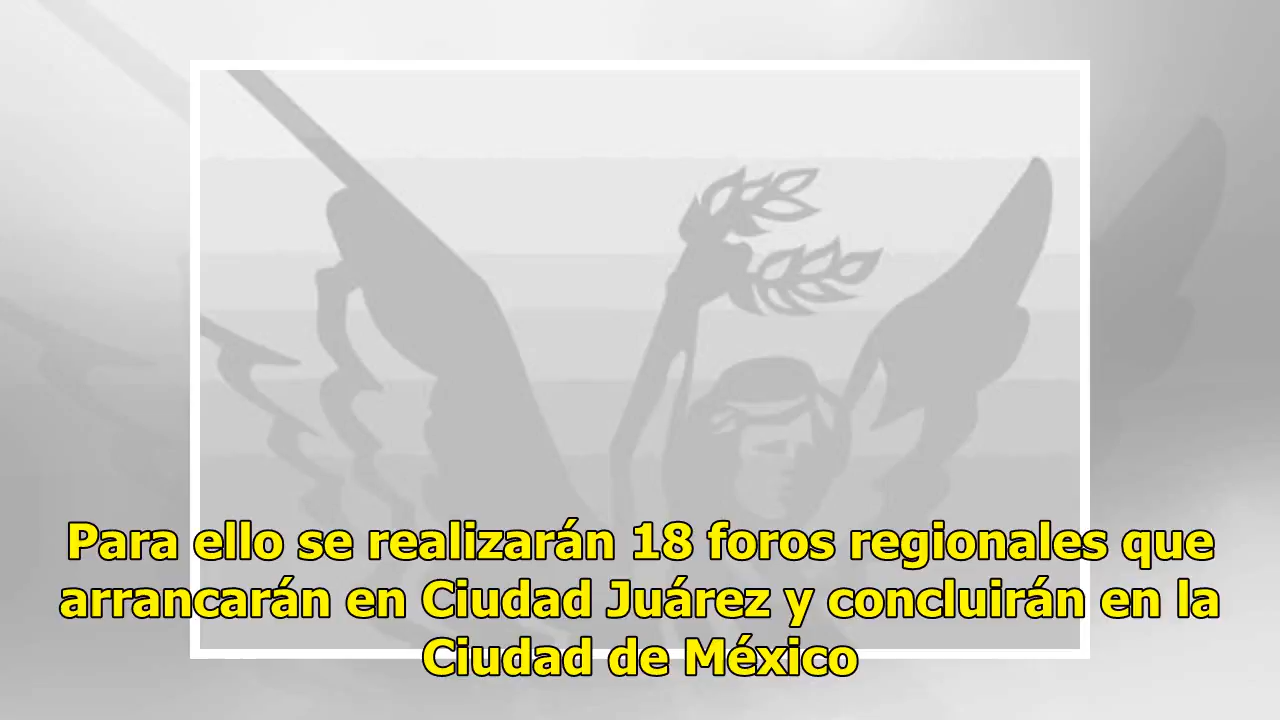 Para ello se realizarán 18 foros regionales que
arrancarán en Ciudad Juárez y concluirán en la
Ciudad de México